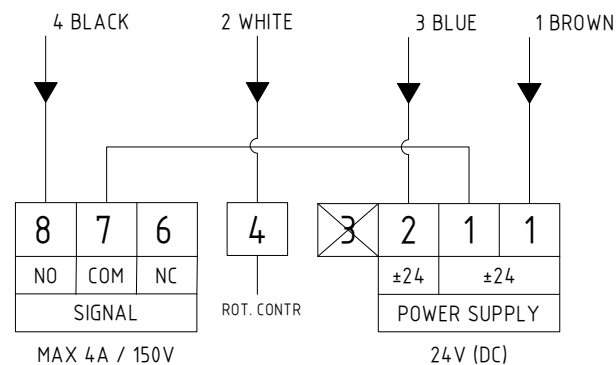 4 BLACK 2 WHITE 3 BLUE 1 BROWN
8 7 6 4 3 2 1 1
NO COM NC ±24 ±24
SIGNAL ROT. CONTR POWER SUPPLY
MAX 4A / 150V 24V (DC)